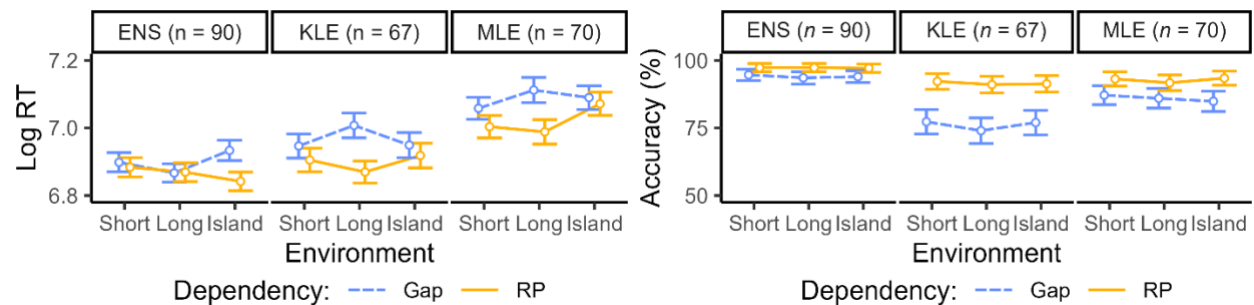 ENS (n = 90) KLE (n = 67) MLE (n = 70)
7.2
7.0
6.8
Log RT
Short Long Island Short Long Island Short Long Island
Environment
Dependency: Gap RP
ENS (n = 90) KLE (n = 67) MLE (n = 70)
100
75
50
Accuracy (%)
Short Long Island Short Long Island Short Long Island
Environment
Dependency: Gap RP